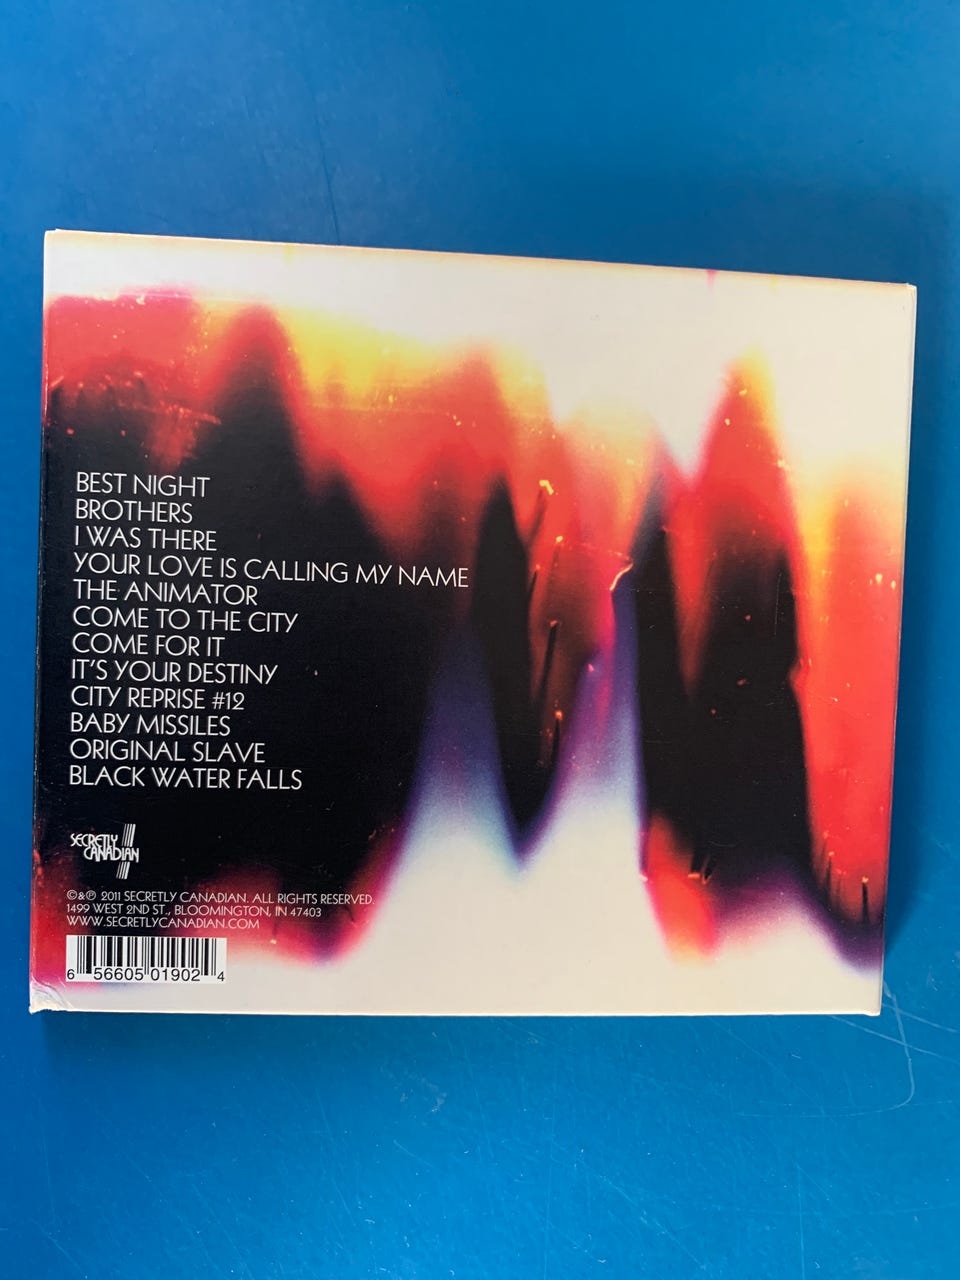 BEST NIGHT
BROTHERS
I WAS THERE
YOUR LOVE IS CALLING MY NAME
THE ANIMATOR
COME TO THE CITY
COME FOR IT
IT'S YOUR DESTINY
CITY REPRISE #12
BABY MISSILES
ORIGINAL SLAVE
BLACK WATER FALLS
SECRETLY
CANADIAN
©&℗ 2011 SECRETLY CANADIAN. ALL RIGHTS RESERVED.
1499 WEST 2ND ST., BLOOMINGTON, IN 47403
WWW.SECRETLYCANADIAN.COM
6 56605 01902 4